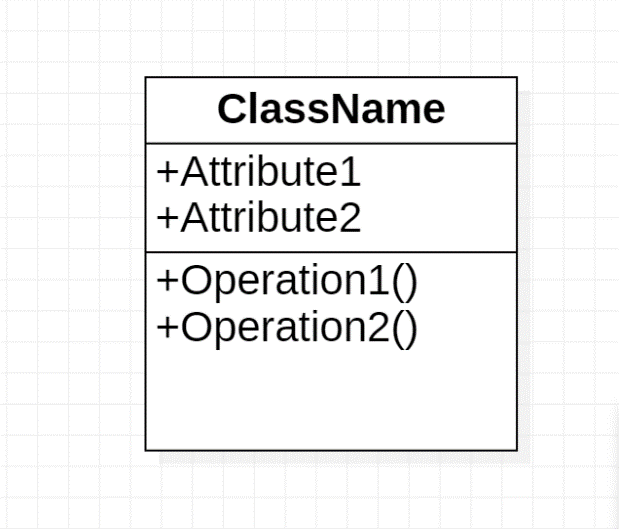 ClassName
+Attribute1
+Attribute2
+Operation1()
+Operation2()